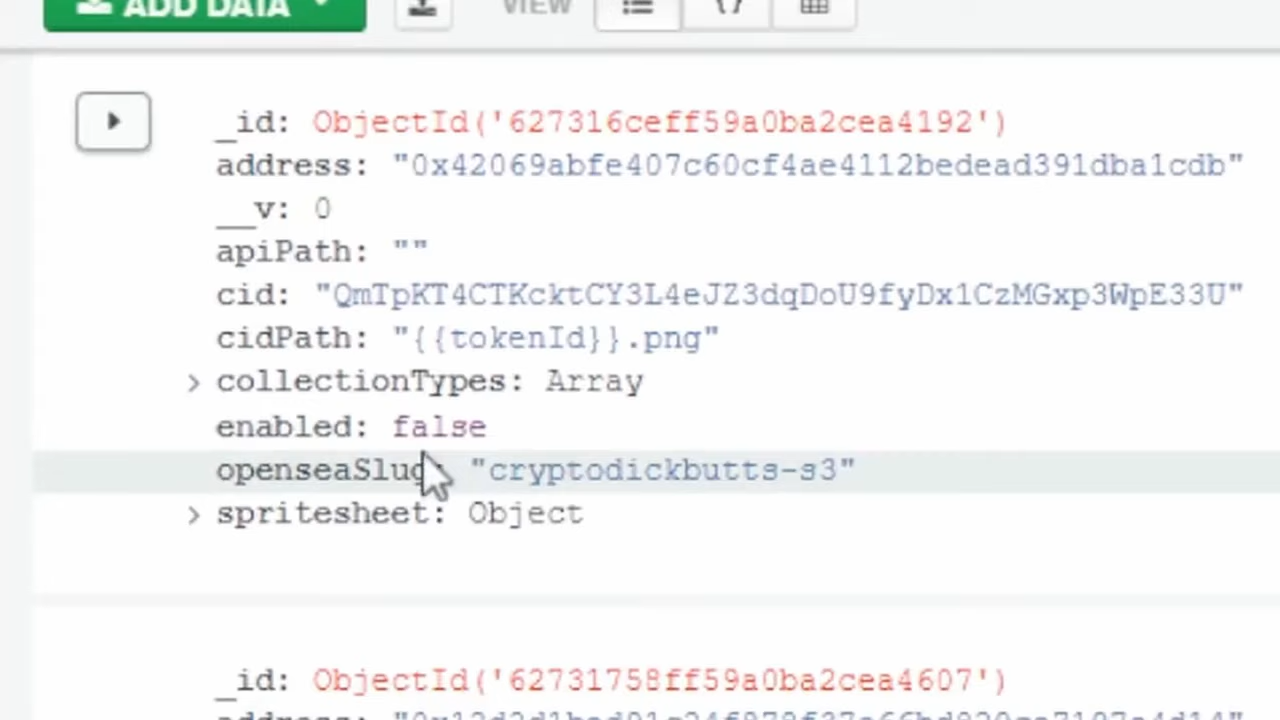 ADD DATA VIEW { }
_id: ObjectId('627316ceff59a0ba2cea4192')
address: "0x42069abfe407c60cf4ae4112bedead391dba1cdb"
__v: 0
apiPath: ""
cid: "QmTpKT4CTKcktCY3L4eJZ3dqDoU9fyDx1CzMGxp3WpE33U"
cidPath: "{{tokenId}}.png"
collectionTypes: Array
enabled: false
openseaSlug: "cryptodickbutts-s3"
spritesheet: Object
_id: ObjectId('62731758ff59a0ba2cea4607')
address: